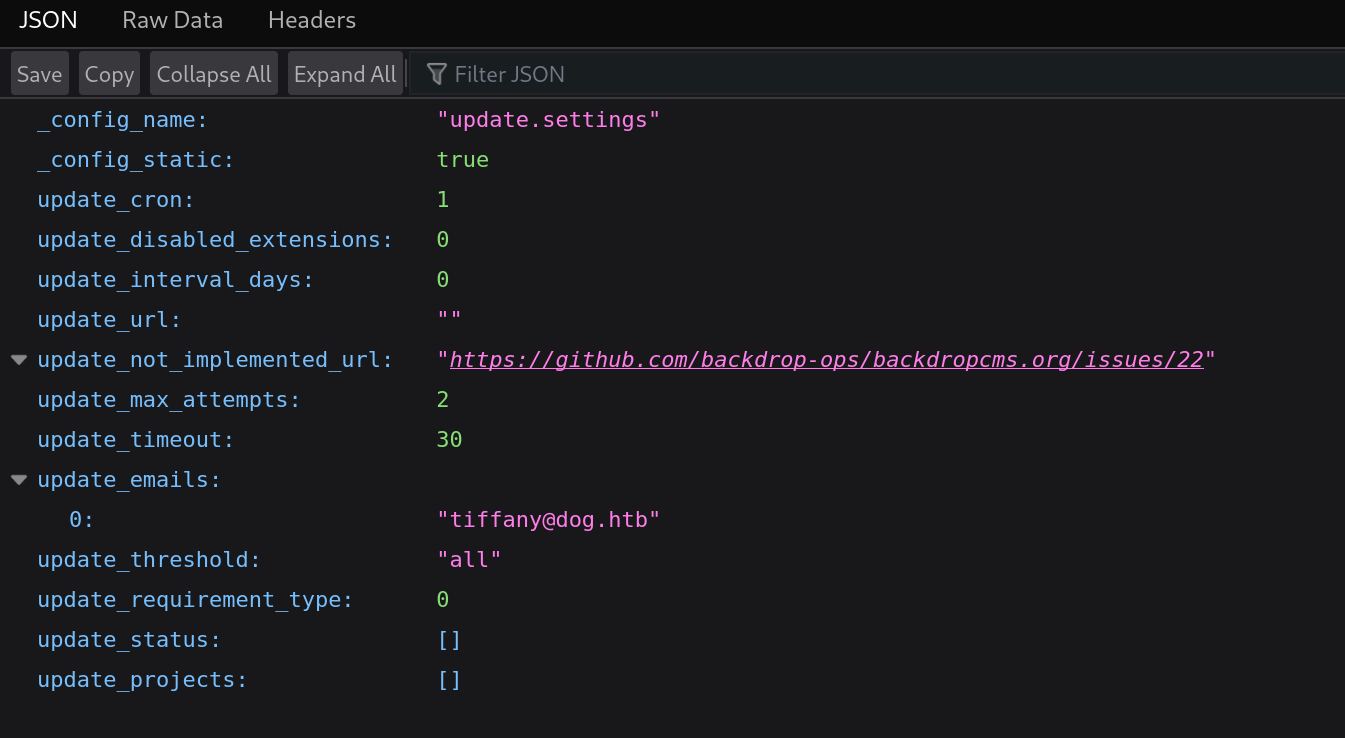 JSON Raw Data Headers
Save Copy Collapse All Expand All Filter JSON
_config_name: "update.settings"
_config_static: true
update_cron: 1
update_disabled_extensions: 0
update_interval_days: 0
update_url: ""
update_not_implemented_url: "https://github.com/backdrop-ops/backdropcms.org/issues/22"
update_max_attempts: 2
update_timeout: 30
update_emails:
0: "tiffany@dog.htb"
update_threshold: "all"
update_requirement_type: 0
update_status: []
update_projects: []